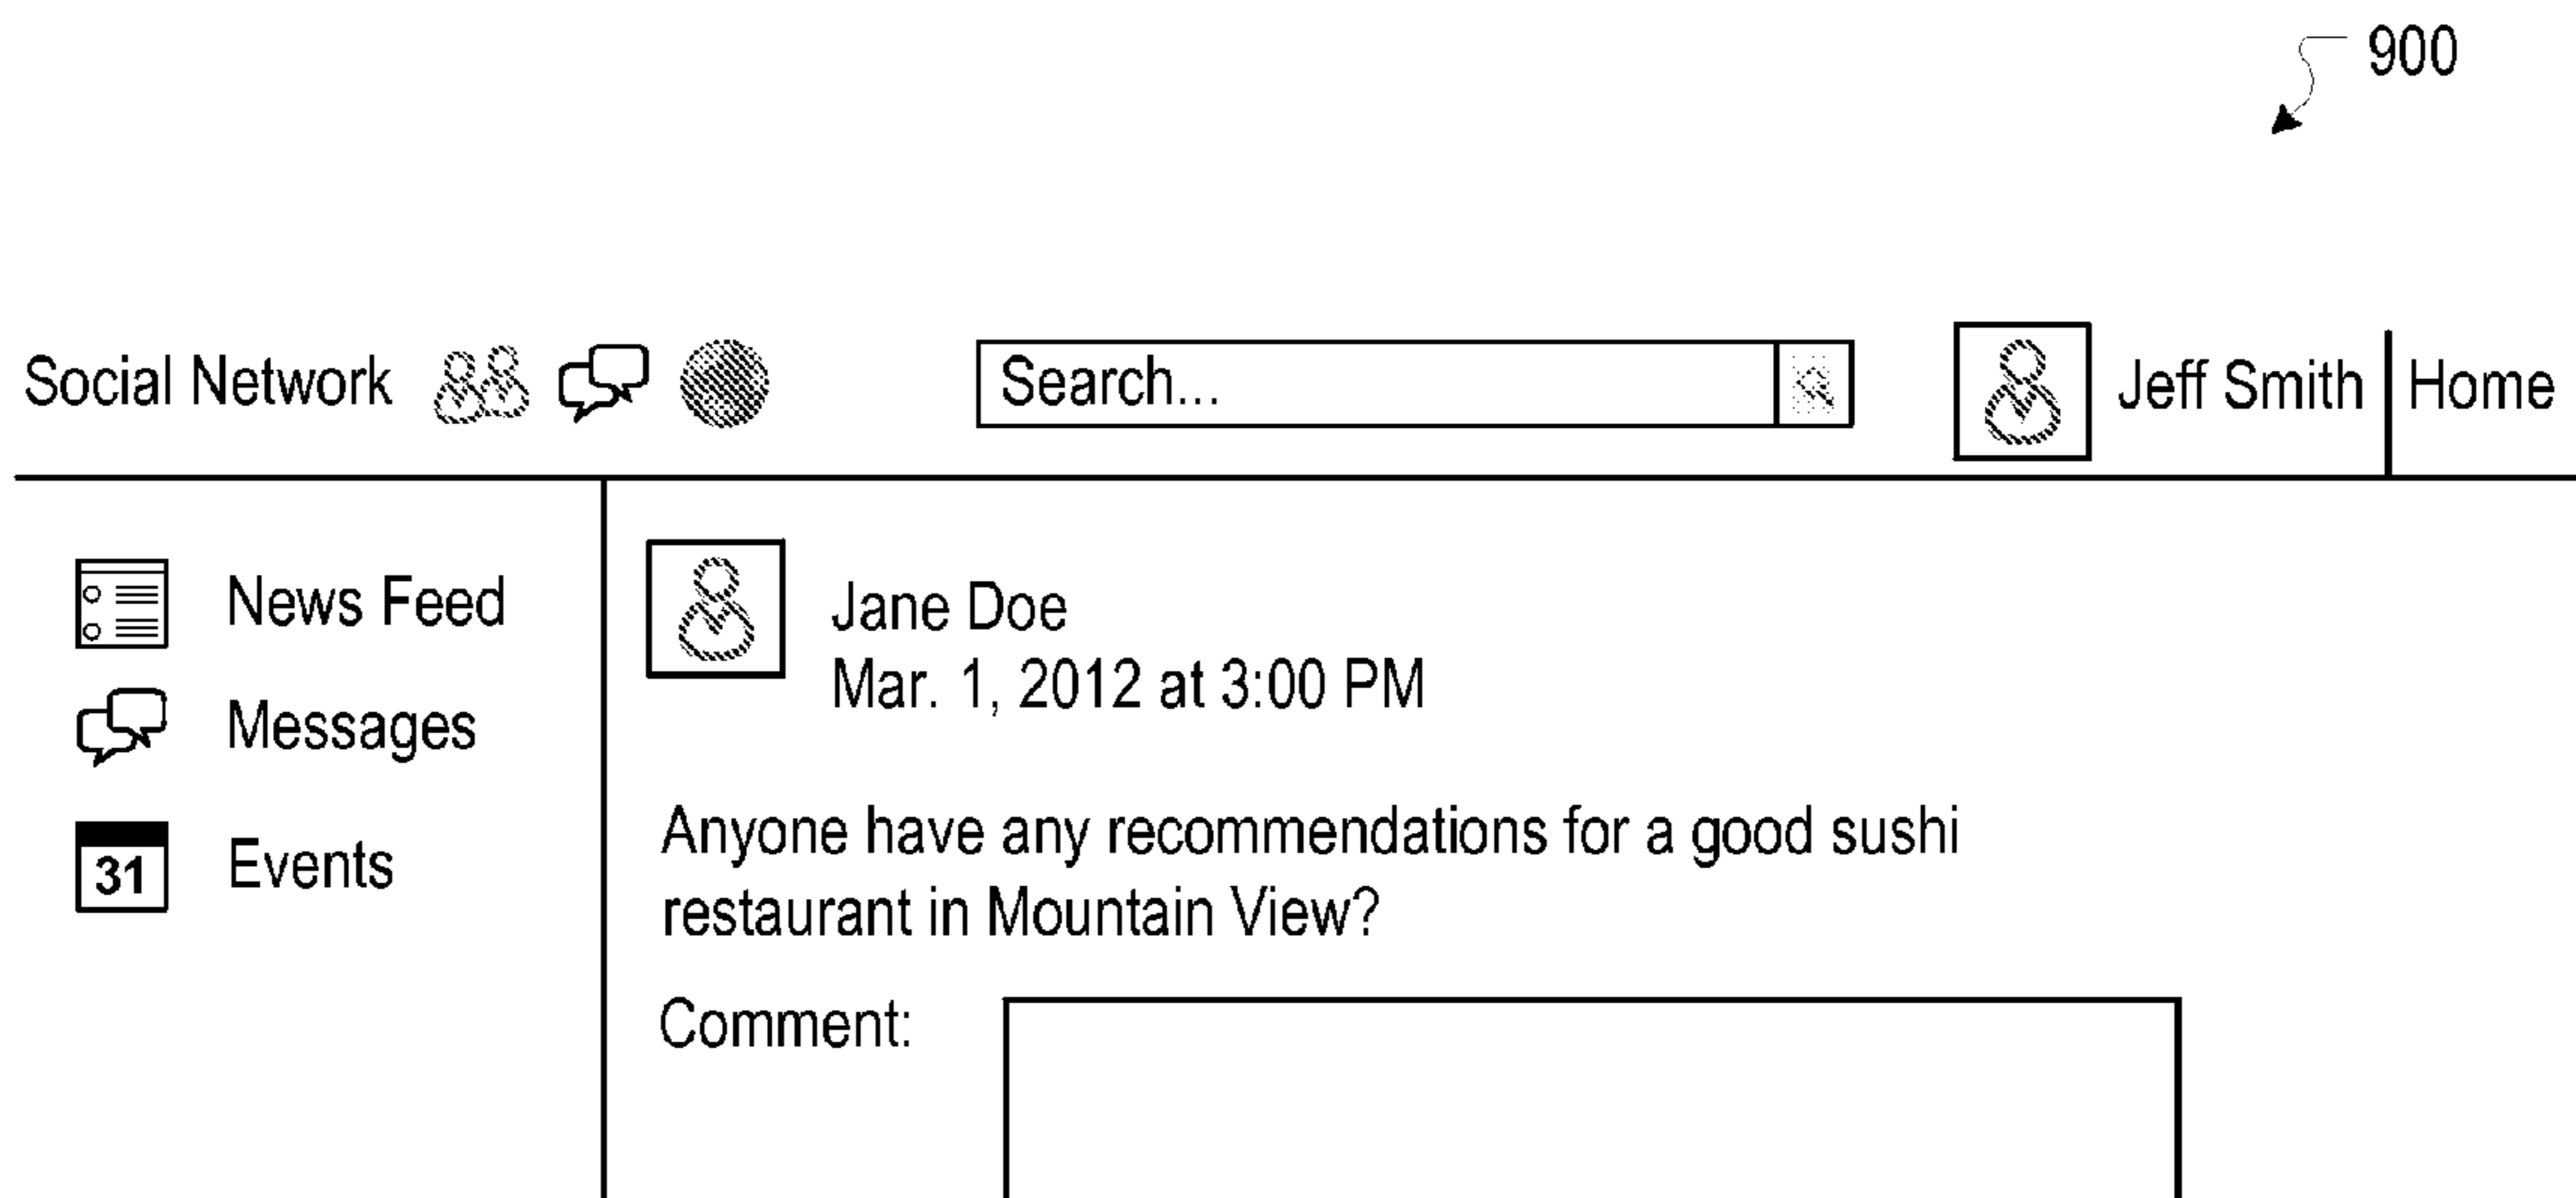 900
Social Network
Search...
Jeff Smith
Home
News Feed
Messages
31
Events
Jane Doe
Mar. 1, 2012 at 3:00 PM
Anyone have any recommendations for a good sushi
restaurant in Mountain View?
Comment: